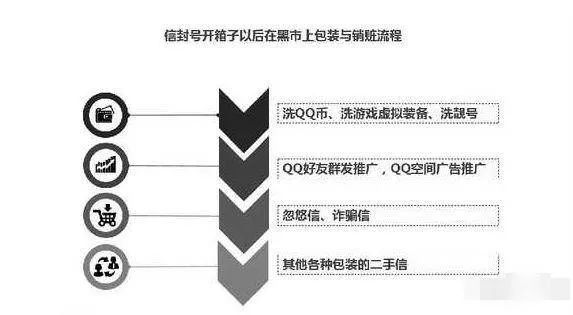 信封号开箱子以后在黑市上包装与销赃流程
洗QQ币、洗游戏虚拟装备、洗靓号
QQ好友群发推广，QQ空间广告推广
忽悠信、诈骗信
其他各种包装的二手信